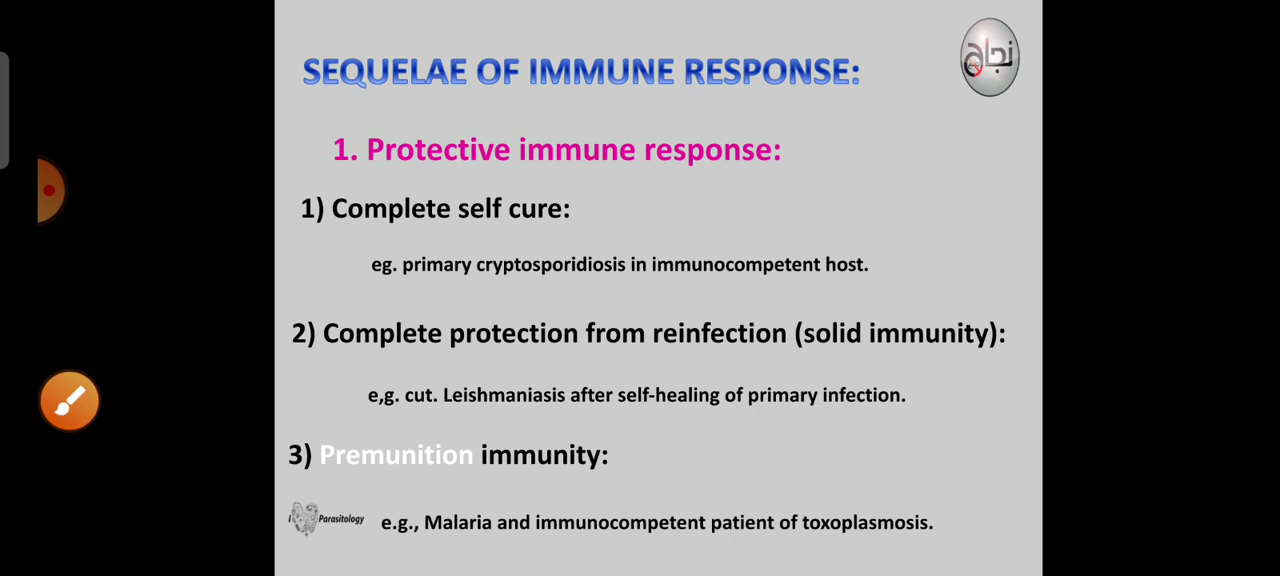 SEQUELAE OF IMMUNE RESPONSE:
نجاح
1. Protective immune response:
1) Complete self cure:
eg. primary cryptosporidiosis in immunocompetent host.
2) Complete protection from reinfection (solid immunity):
e,g. cut. Leishmaniasis after self-healing of primary infection.
3) Premunition immunity:
I Parasitology
e.g., Malaria and immunocompetent patient of toxoplasmosis.